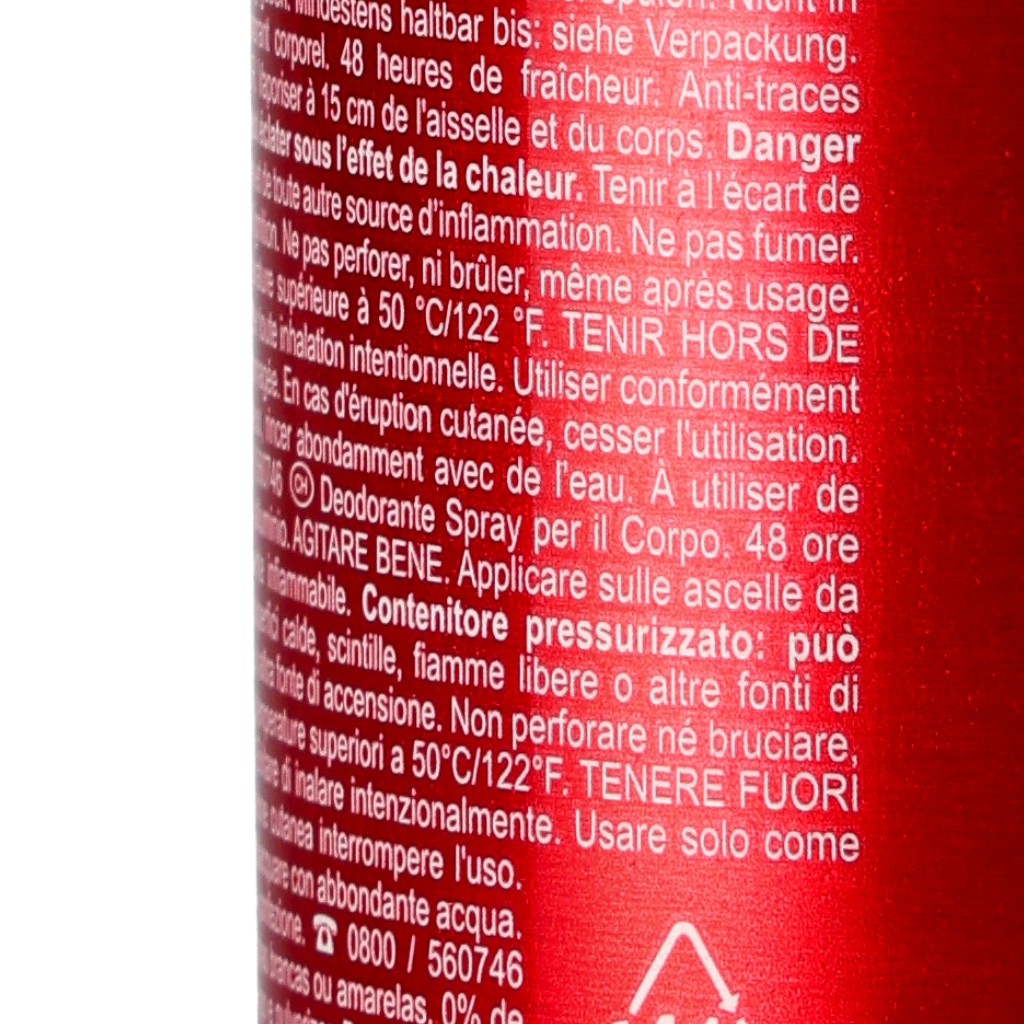 Mindestens haltbar bis: siehe Verpackung.
corporel. 48 heures de fraîcheur. Anti-traces
à 15 cm de l'aisselle et du corps. Danger
sous l'effet de la chaleur. Tenir à l'écart de
de toute autre source d'inflammation. Ne pas fumer.
Ne pas perforer, ni brûler, même après usage.
supérieure à 50 °C/122 °F. TENIR HORS DE
inhalation intentionnelle. Utiliser conformément
En cas d'éruption cutanée, cesser l'utilisation.
rincer abondamment avec de l'eau. À utiliser de
CH Deodorante Spray per il Corpo. 48 ore
AGITARE BENE. Applicare sulle ascelle da
infiammabile. Contenitore pressurizzato: può
calde, scintille, fiamme libere o altre fonti di
fonte di accensione. Non perforare né bruciare,
superiori a 50°C/122°F. TENERE FUORI
di inalare intenzionalmente. Usare solo come
cutanea interrompere l'uso.
con abbondante acqua.
☎ 0800 / 560746
brancas ou amarelas. 0% de